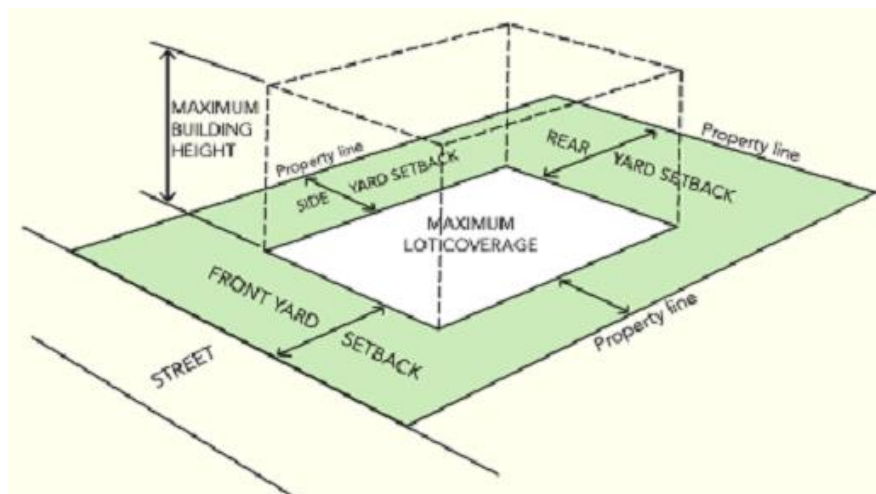 MAXIMUM
BUILDING
HEIGHT
Property line
SIDE YARD SETBACK
REAR YARD SETBACK
Property line
MAXIMUM
LOTICOVERAGE
FRONT YARD SETBACK
Property line
STREET